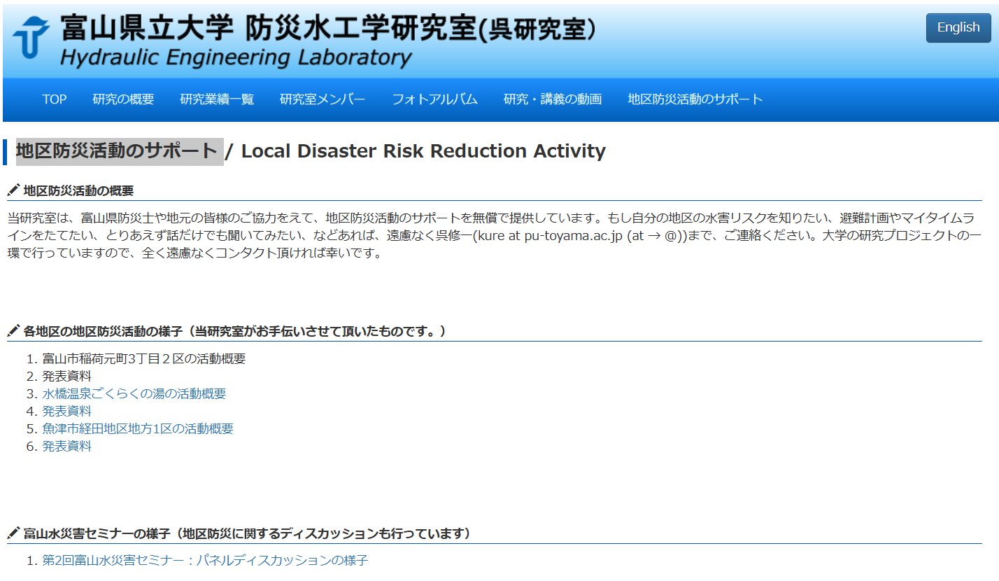 富山県立大学 防災水工学研究室(呉研究室)
Hydraulic Engineering Laboratory
English
TOP 研究の概要 研究業績一覧 研究室メンバー フォトアルバム 研究・講義の動画 地区防災活動のサポート
地区防災活動のサポート / Local Disaster Risk Reduction Activity
地区防災活動の概要
当研究室は、富山県防災士や地元の皆様のご協力をえて、地区防災活動のサポートを無償で提供しています。もし自分の地区の水害リスクを知りたい、避難計画やマイタイムラ
インをたてたい、とりあえず話だけでも聞いてみたい、などあれば、遠慮なく呉修一(kure at pu-toyama.ac.jp (at → @))まで、ご連絡ください。大学の研究プロジェクトの一
環で行っていますので、全く遠慮なくコンタクト頂ければ幸いです。
各地区の地区防災活動の様子（当研究室がお手伝いさせて頂いたものです。）
1. 富山市稲荷元町3丁目２区の活動概要
2. 発表資料
3. 水橋温泉ごくらくの湯の活動概要
4. 発表資料
5. 魚津市経田地区地方1区の活動概要
6. 発表資料
富山水災害セミナーの様子（地区防災に関するディスカッションも行っています）
1. 第2回富山水災害セミナー：パネルディスカッションの様子